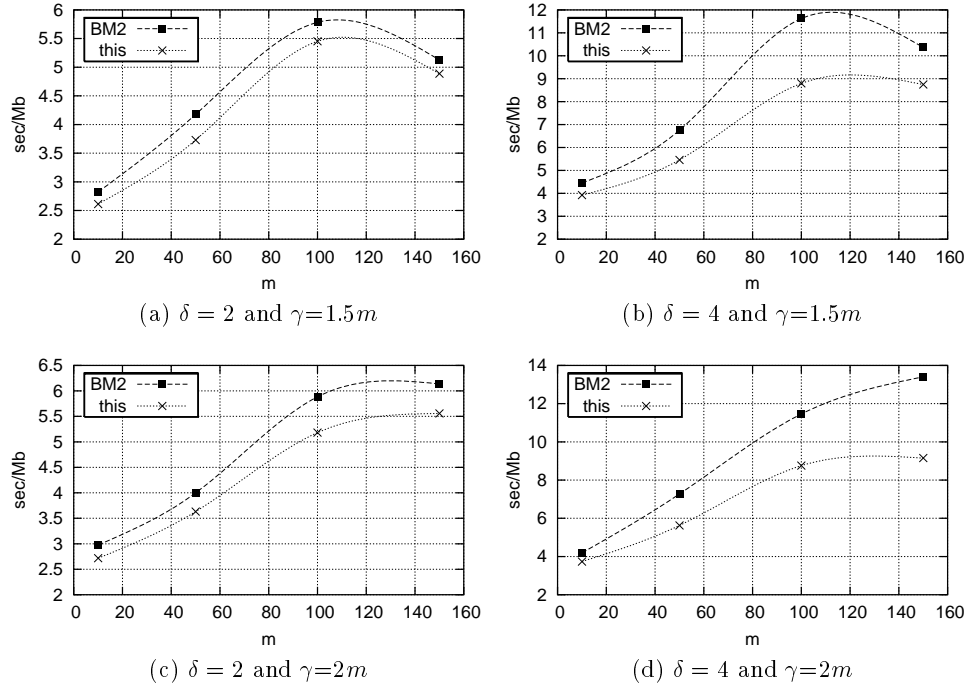 6
5.5
5
4.5
4
3.5
3
2.5
2
sec/Mb
BM2
this
0 20 40 60 80 100 120 140 160
m
(a) δ = 2 and γ=1.5m
12
11
10
9
8
7
6
5
4
3
2
sec/Mb
BM2
this
0 20 40 60 80 100 120 140 160
m
(b) δ = 4 and γ=1.5m
6.5
6
5.5
5
4.5
4
3.5
3
2.5
2
sec/Mb
BM2
this
0 20 40 60 80 100 120 140 160
m
(c) δ = 2 and γ=2m
14
12
10
8
6
4
2
sec/Mb
BM2
this
0 20 40 60 80 100 120 140 160
m
(d) δ = 4 and γ=2m